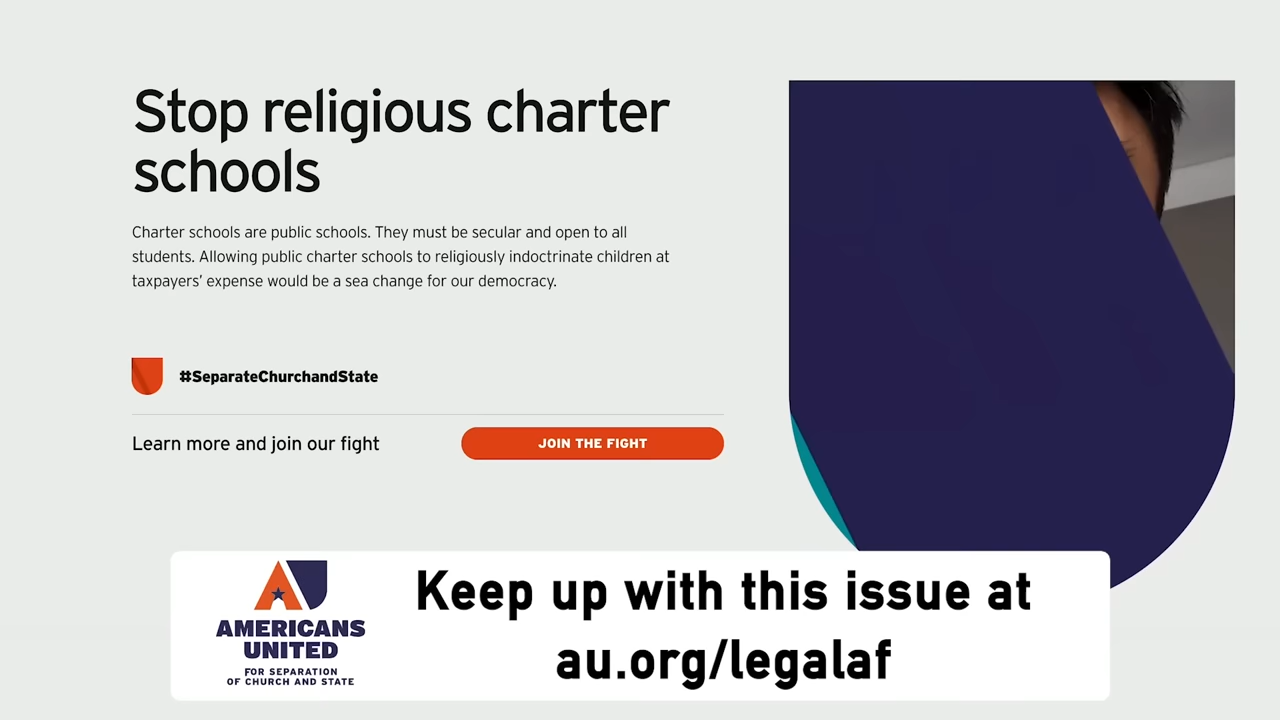 Stop religious charter
schools
Charter schools are public schools. They must be secular and open to all
students. Allowing public charter schools to religiously indoctrinate children at
taxpayers’ expense would be a sea change for our democracy.
#SeparateChurchandState
Learn more and join our fight
JOIN THE FIGHT
AMERICANS
UNITED
FOR SEPARATION
OF CHURCH AND STATE
Keep up with this issue at
au.org/legalaf